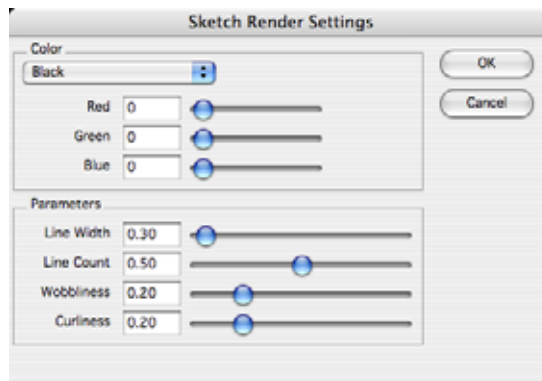 Sketch Render Settings
Color
Black
OK
Cancel
Red 0
Green 0
Blue 0
Parameters
Line Width 0.30
Line Count 0.50
Wobbliness 0.20
Curliness 0.20